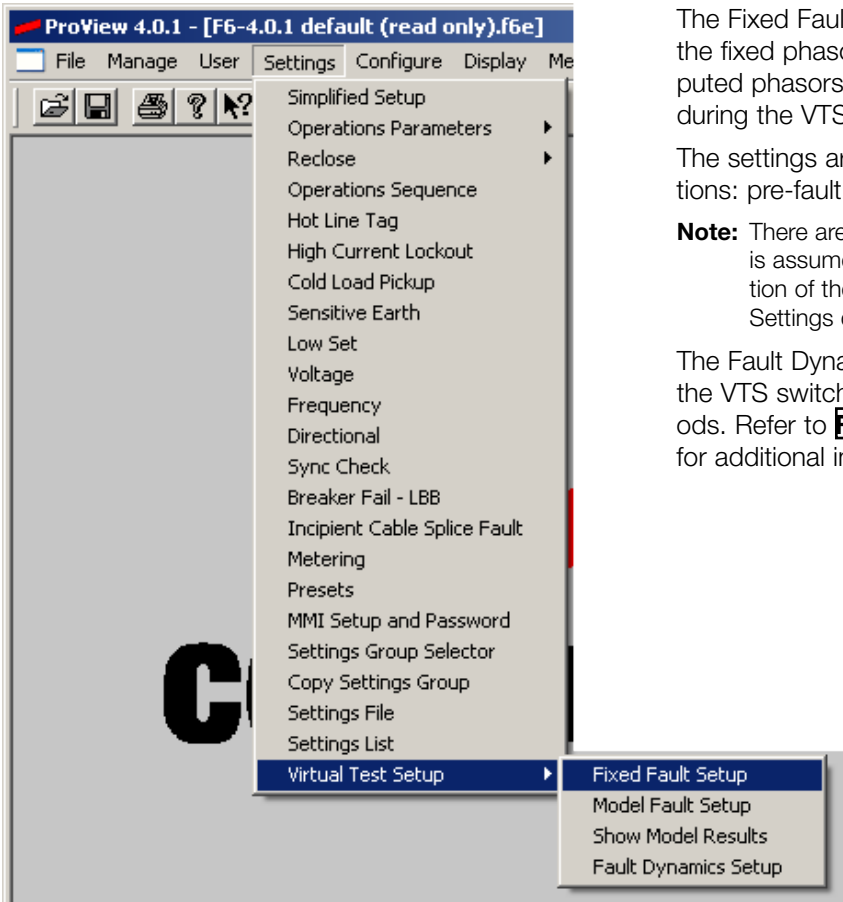 ProView 4.0.1 - [F6-4.0.1 default (read only).f6e]
File Manage User Settings Configure Display Me
Simplified Setup
Operations Parameters
Reclose
Operations Sequence
Hot Line Tag
High Current Lockout
Cold Load Pickup
Sensitive Earth
Low Set
Voltage
Frequency
Directional
Sync Check
Breaker Fail - LBB
Incipient Cable Splice Fault
Metering
Presets
MMI Setup and Password
Settings Group Selector
Copy Settings Group
Settings File
Settings List
Virtual Test Setup
Fixed Fault Setup
Model Fault Setup
Show Model Results
Fault Dynamics Setup
The Fixed Faul
the fixed phaso
puted phasors
during the VTS
The settings ar
tions: pre-fault
Note: There are
is assume
tion of the
Settings
The Fault Dyna
the VTS switch
ods. Refer to
for additional in